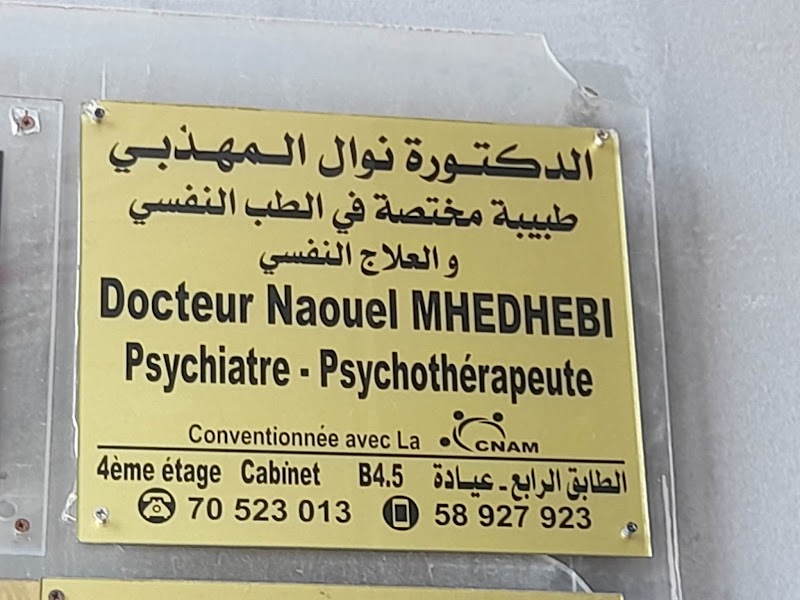 الدكتورة نوال المهذبي
طبيبة مختصة في الطب النفسي
و العلاج النفسي
Docteur Naouel MHEDHEBI
Psychiatre - Psychothérapeute
Conventionnée avec La CNAM
4ème étage Cabinet B4.5 الطابق الرابع - عيادة
70 523 013 58 927 923